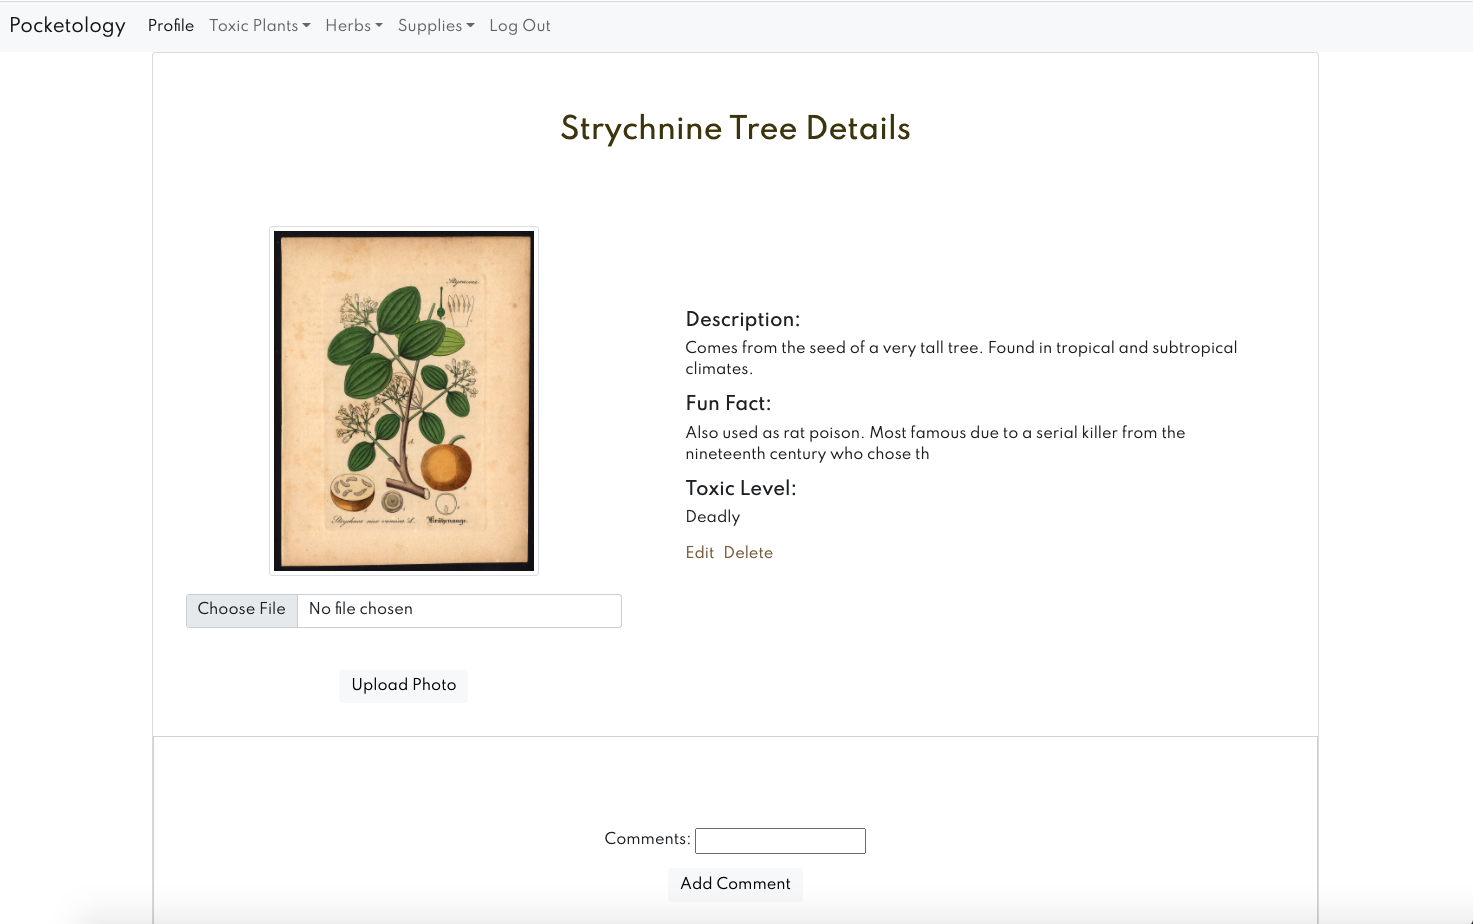 Pocketology Profile Toxic Plants Herbs Supplies Log Out
Strychnine Tree Details
Description:
Comes from the seed of a very tall tree. Found in tropical and subtropical
climates.
Fun Fact:
Also used as rat poison. Most famous due to a serial killer from the
nineteenth century who chose th
Toxic Level:
Deadly
Edit Delete
Strychnos nux vomica L.
Choose File No file chosen
Upload Photo
Comments:
Add Comment